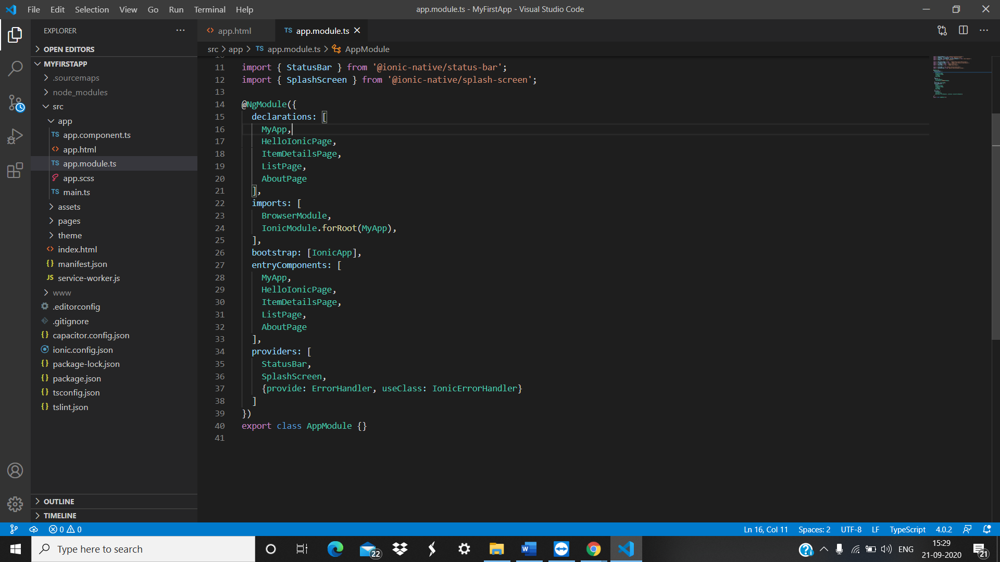 File Edit Selection View Go Run Terminal Help
app.module.ts - MyFirstApp - Visual Studio Code
EXPLORER
OPEN EDITORS
MYFIRSTAPP
.sourcemaps
node_modules
src
app
TS app.component.ts
<> app.html
TS app.module.ts
app.scss
TS main.ts
assets
pages
theme
<> index.html
{} manifest.json
JS service-worker.js
www
.editorconfig
.gitignore
{} capacitor.config.json
ionic.config.json
{} package-lock.json
{} package.json
{} tsconfig.json
{} tslint.json
OUTLINE
TIMELINE
<> app.html
TS app.module.ts
src > app > TS app.module.ts > AppModule
11 import { StatusBar } from '@ionic-native/status-bar';
12 import { SplashScreen } from '@ionic-native/splash-screen';
13
14 @NgModule({
15 declarations: [
16 MyApp,
17 HelloIonicPage,
18 ItemDetailsPage,
19 ListPage,
20 AboutPage
21 ],
22 imports: [
23 BrowserModule,
24 IonicModule.forRoot(MyApp),
25 ],
26 bootstrap: [IonicApp],
27 entryComponents: [
28 MyApp,
29 HelloIonicPage,
30 ItemDetailsPage,
31 ListPage,
32 AboutPage
33 ],
34 providers: [
35 StatusBar,
36 SplashScreen,
37 {provide: ErrorHandler, useClass: IonicErrorHandler}
38 ]
39 })
40 export class AppModule {}
41
0 0
Ln 16, Col 11 Spaces: 2 UTF-8 LF TypeScript 4.0.2
Type here to search
22
ENG
15:29
21-09-2020
21